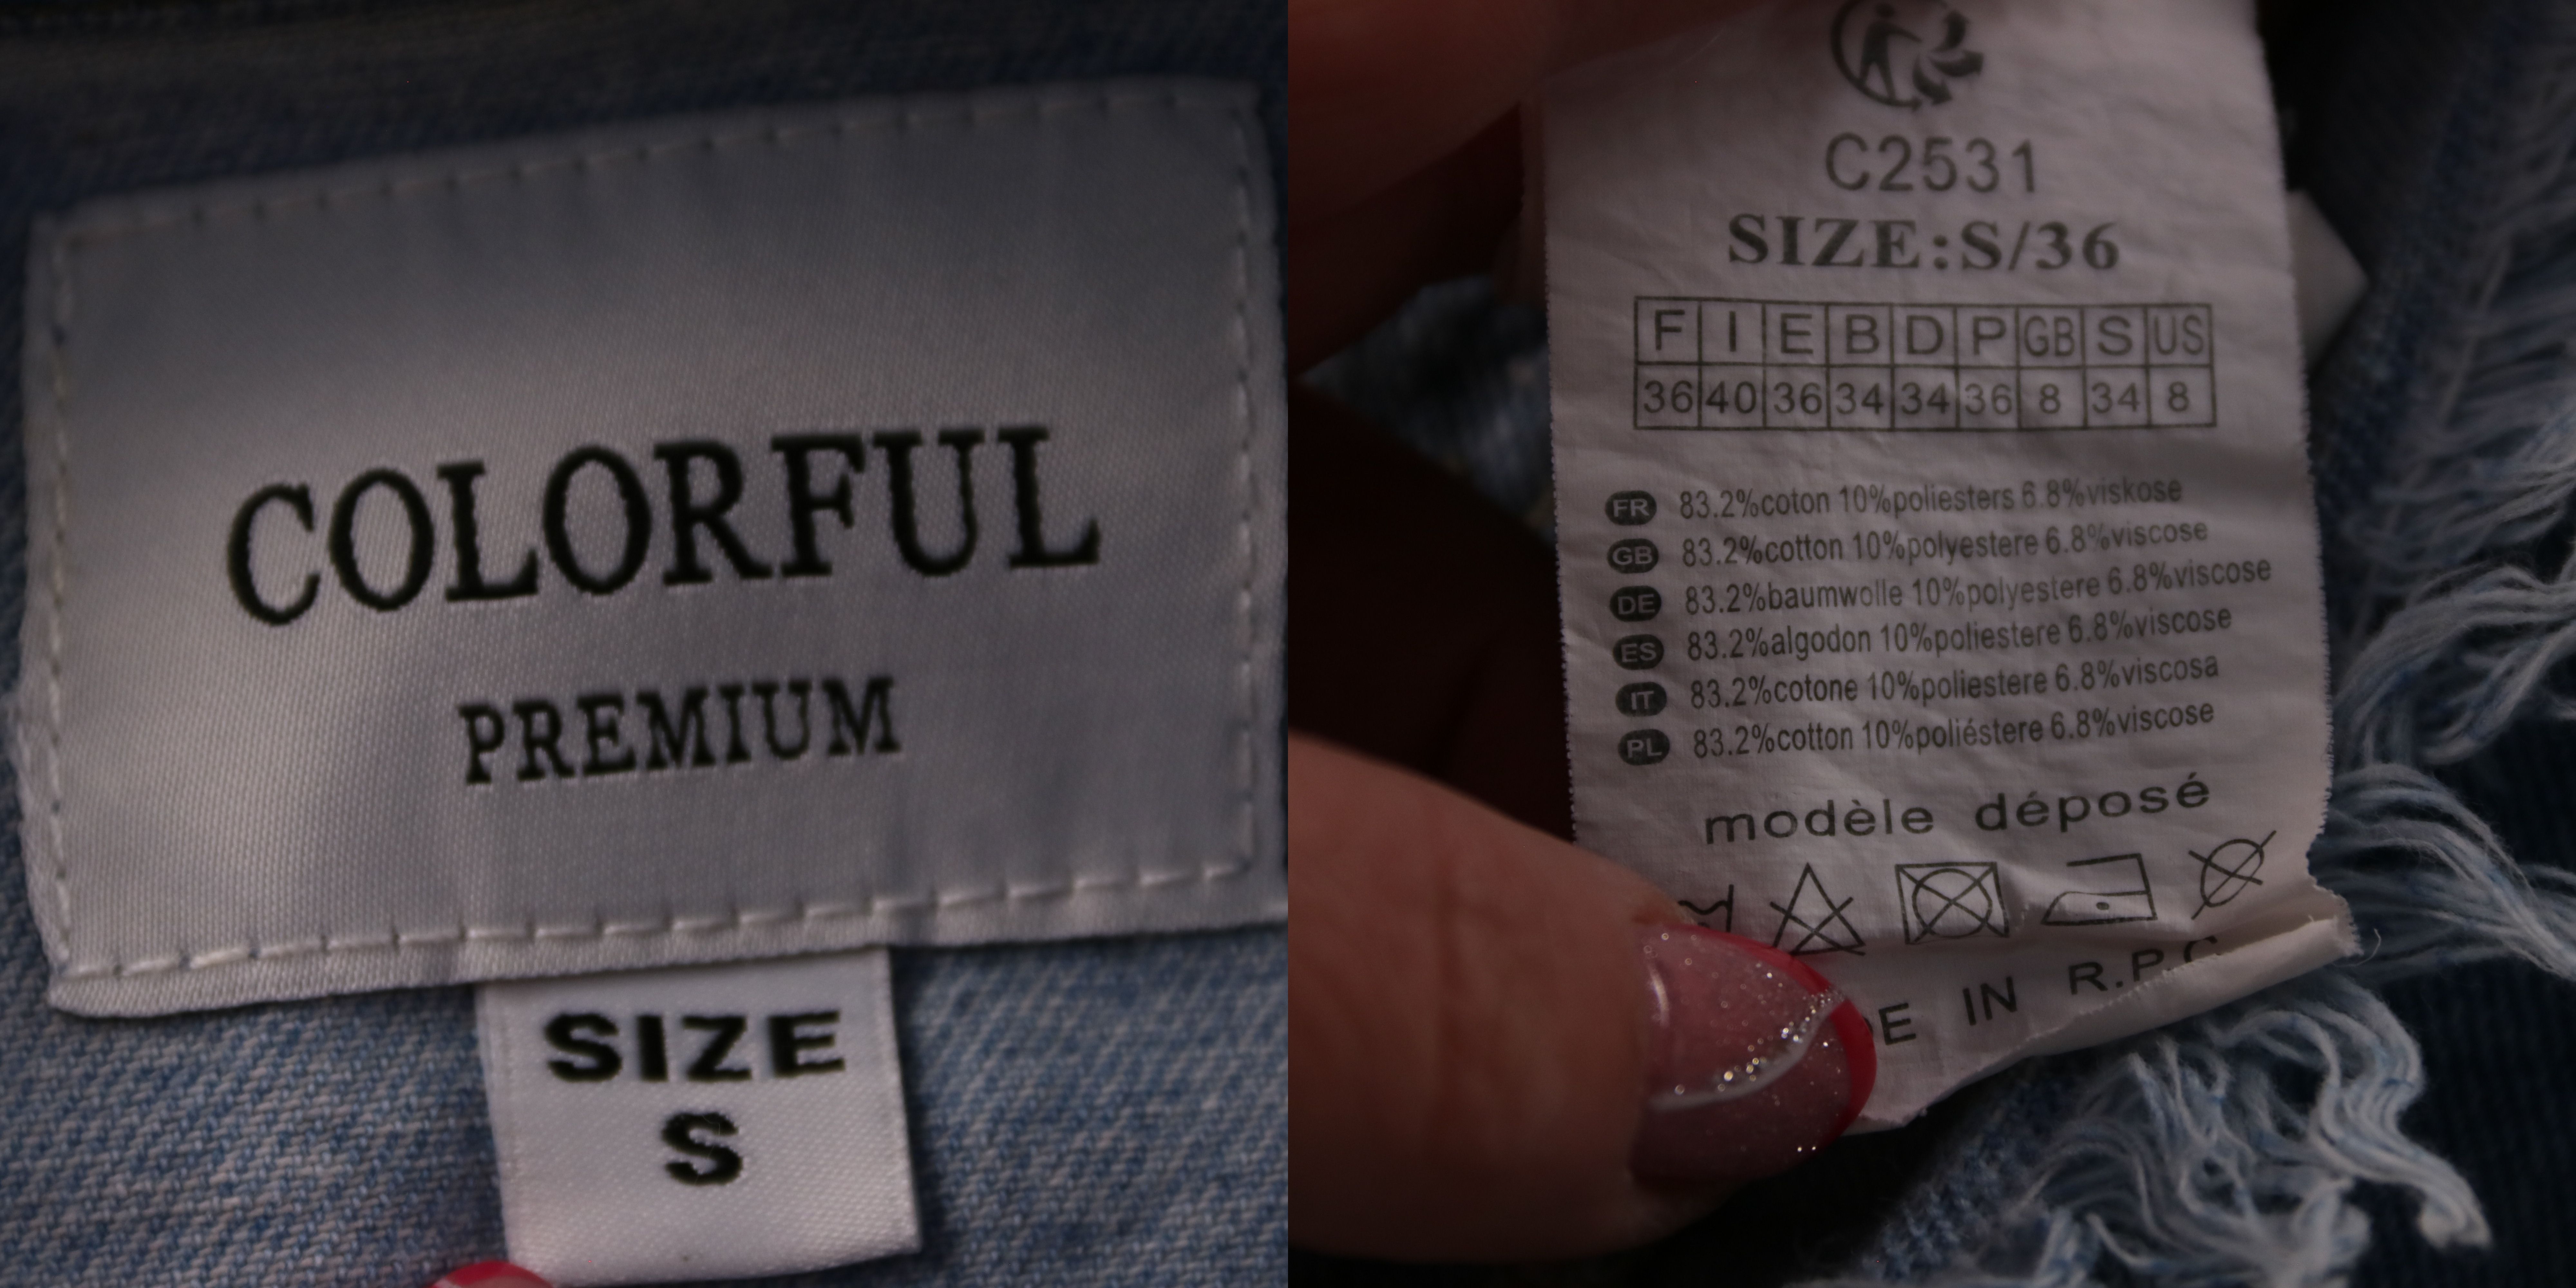 COLORFUL
PREMIUM
SIZE
S
C2531
SIZE:S/36
F I E B D P GB S US
36 40 36 34 34 36 8 34 8
FR 83.2%coton 10%poliesters 6.8%viskose
GB 83.2%cotton 10%polyestere 6.8%viscose
DE 83.2%baumwolle 10%polyestere 6.8%viscose
ES 83.2%algodon 10%poliestere 6.8%viscose
IT 83.2%cotone 10%poliestere 6.8%viscosa
PL 83.2%cotton 10%poliéstere 6.8%viscose
modèle déposé
IN R.P.C